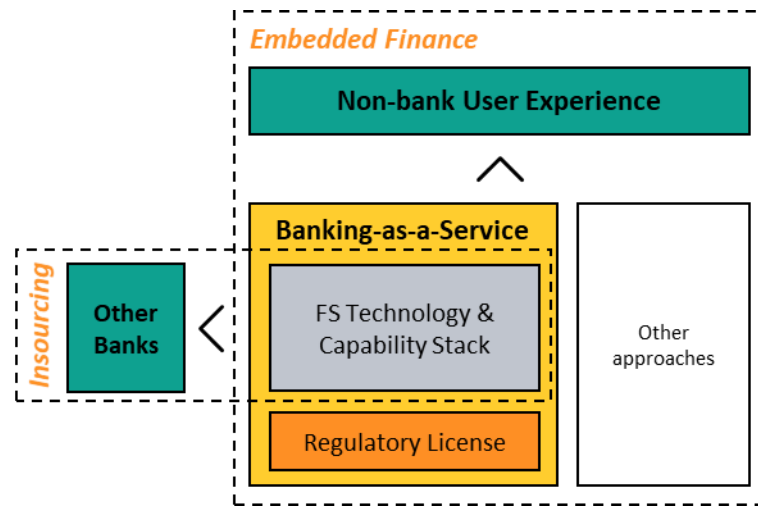 Embedded Finance
Non-bank User Experience
Banking-as-a-Service
Insourcing
Other
Banks
FS Technology &
Capability Stack
Other
approaches
Regulatory License